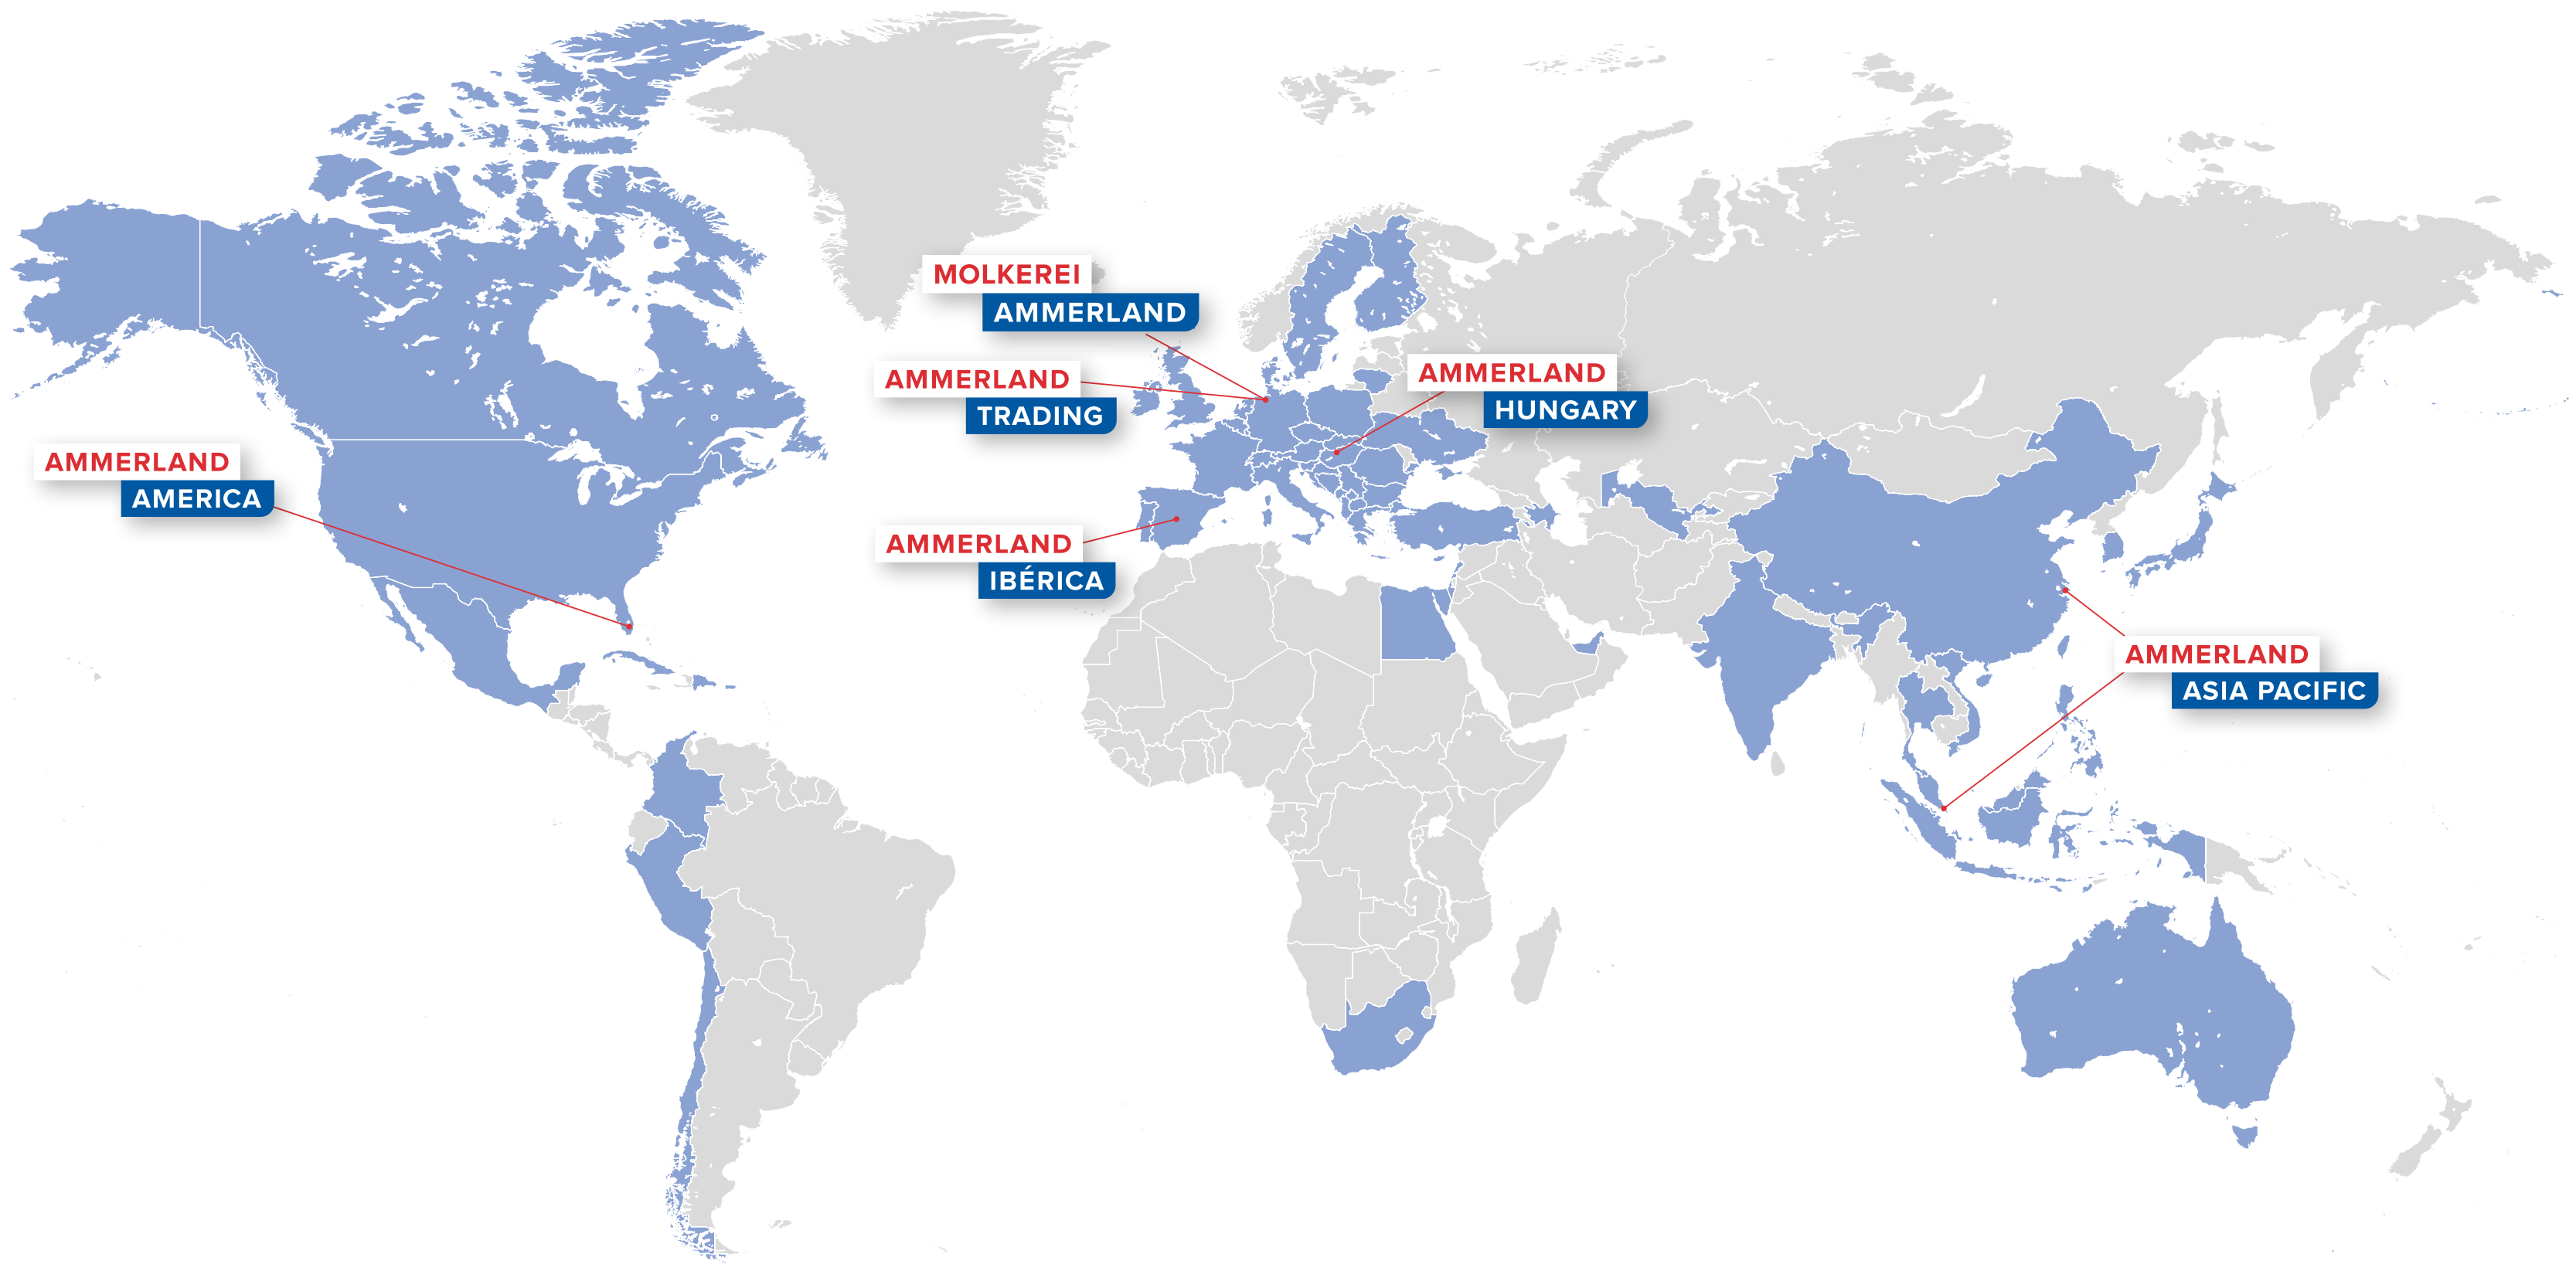 MOLKEREI
AMMERLAND
AMMERLAND
TRADING
AMMERLAND
HUNGARY
AMMERLAND
AMERICA
AMMERLAND
IBÉRICA
AMMERLAND
ASIA PACIFIC